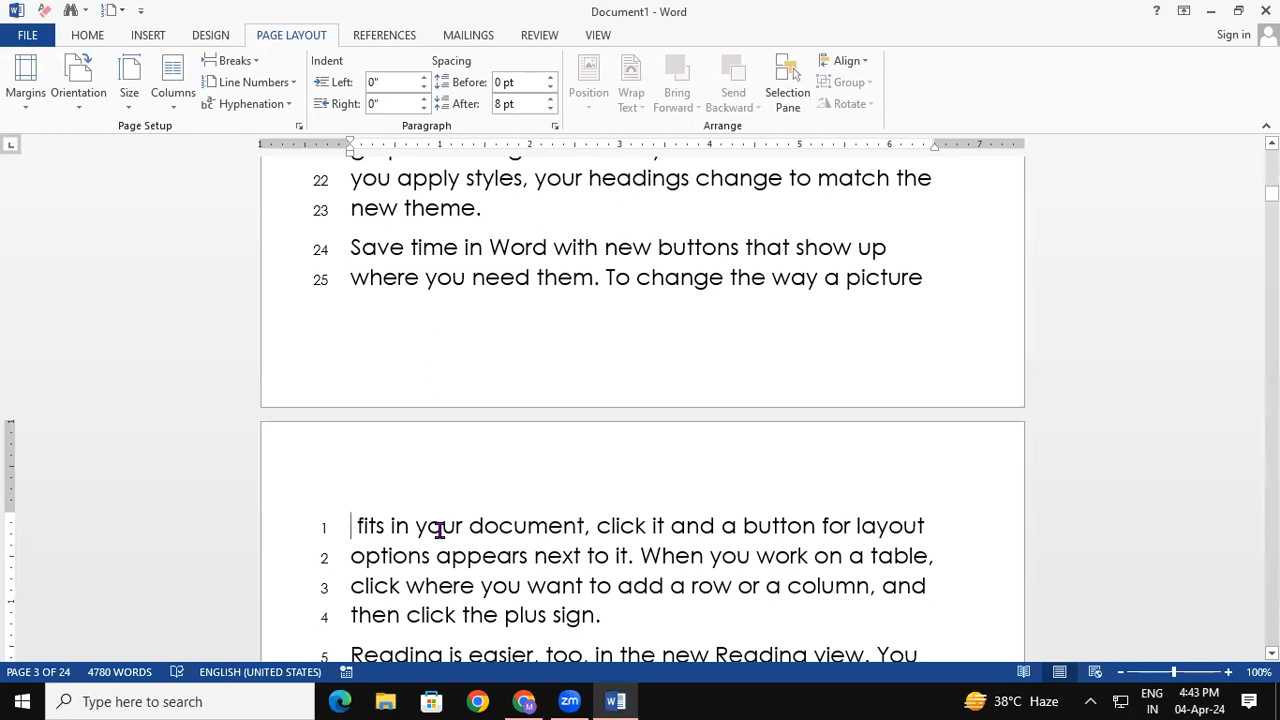 Document1 - Word
FILE HOME INSERT DESIGN PAGE LAYOUT REFERENCES MAILINGS REVIEW VIEW Sign in
Margins Orientation Size Columns
Breaks
Line Numbers
Hyphenation
Page Setup
Indent Spacing
Left: 0" Before: 0 pt
Right: 0" After: 8 pt
Paragraph
Position Wrap Text Bring Forward Send Backward Selection Pane
Align
Group
Rotate
Arrange
1 1 2 3 4 5 6 7
22 you apply styles, your headings change to match the
23 new theme.
24 Save time in Word with new buttons that show up
25 where you need them. To change the way a picture
1 fits in your document, click it and a button for layout
2 options appears next to it. When you work on a table,
3 click where you want to add a row or a column, and
4 then click the plus sign.
5 Reading is easier, too, in the new Reading view. You
PAGE 3 OF 24 4780 WORDS ENGLISH (UNITED STATES) 100%
Type here to search 38°C Haze ENG IN 4:43 PM 04-Apr-24